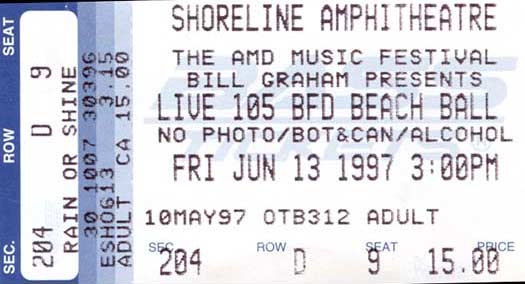 SEC. ROW SEAT
204 D 9
RAIN OR SHINE
30 1007 30396
ESH0613 3.15
ADULT CA 15.00
SHORELINE AMPHITHEATRE
THE AMD MUSIC FESTIVAL
BILL GRAHAM PRESENTS
LIVE 105 BFD BEACH BALL
NO PHOTO/BOT&CAN/ALCOHOL
FRI JUN 13 1997 3:00PM
10MAY97 OTB312 ADULT
SEC ROW SEAT PRICE
204 D 9 15.00
BASS
TICKETS®